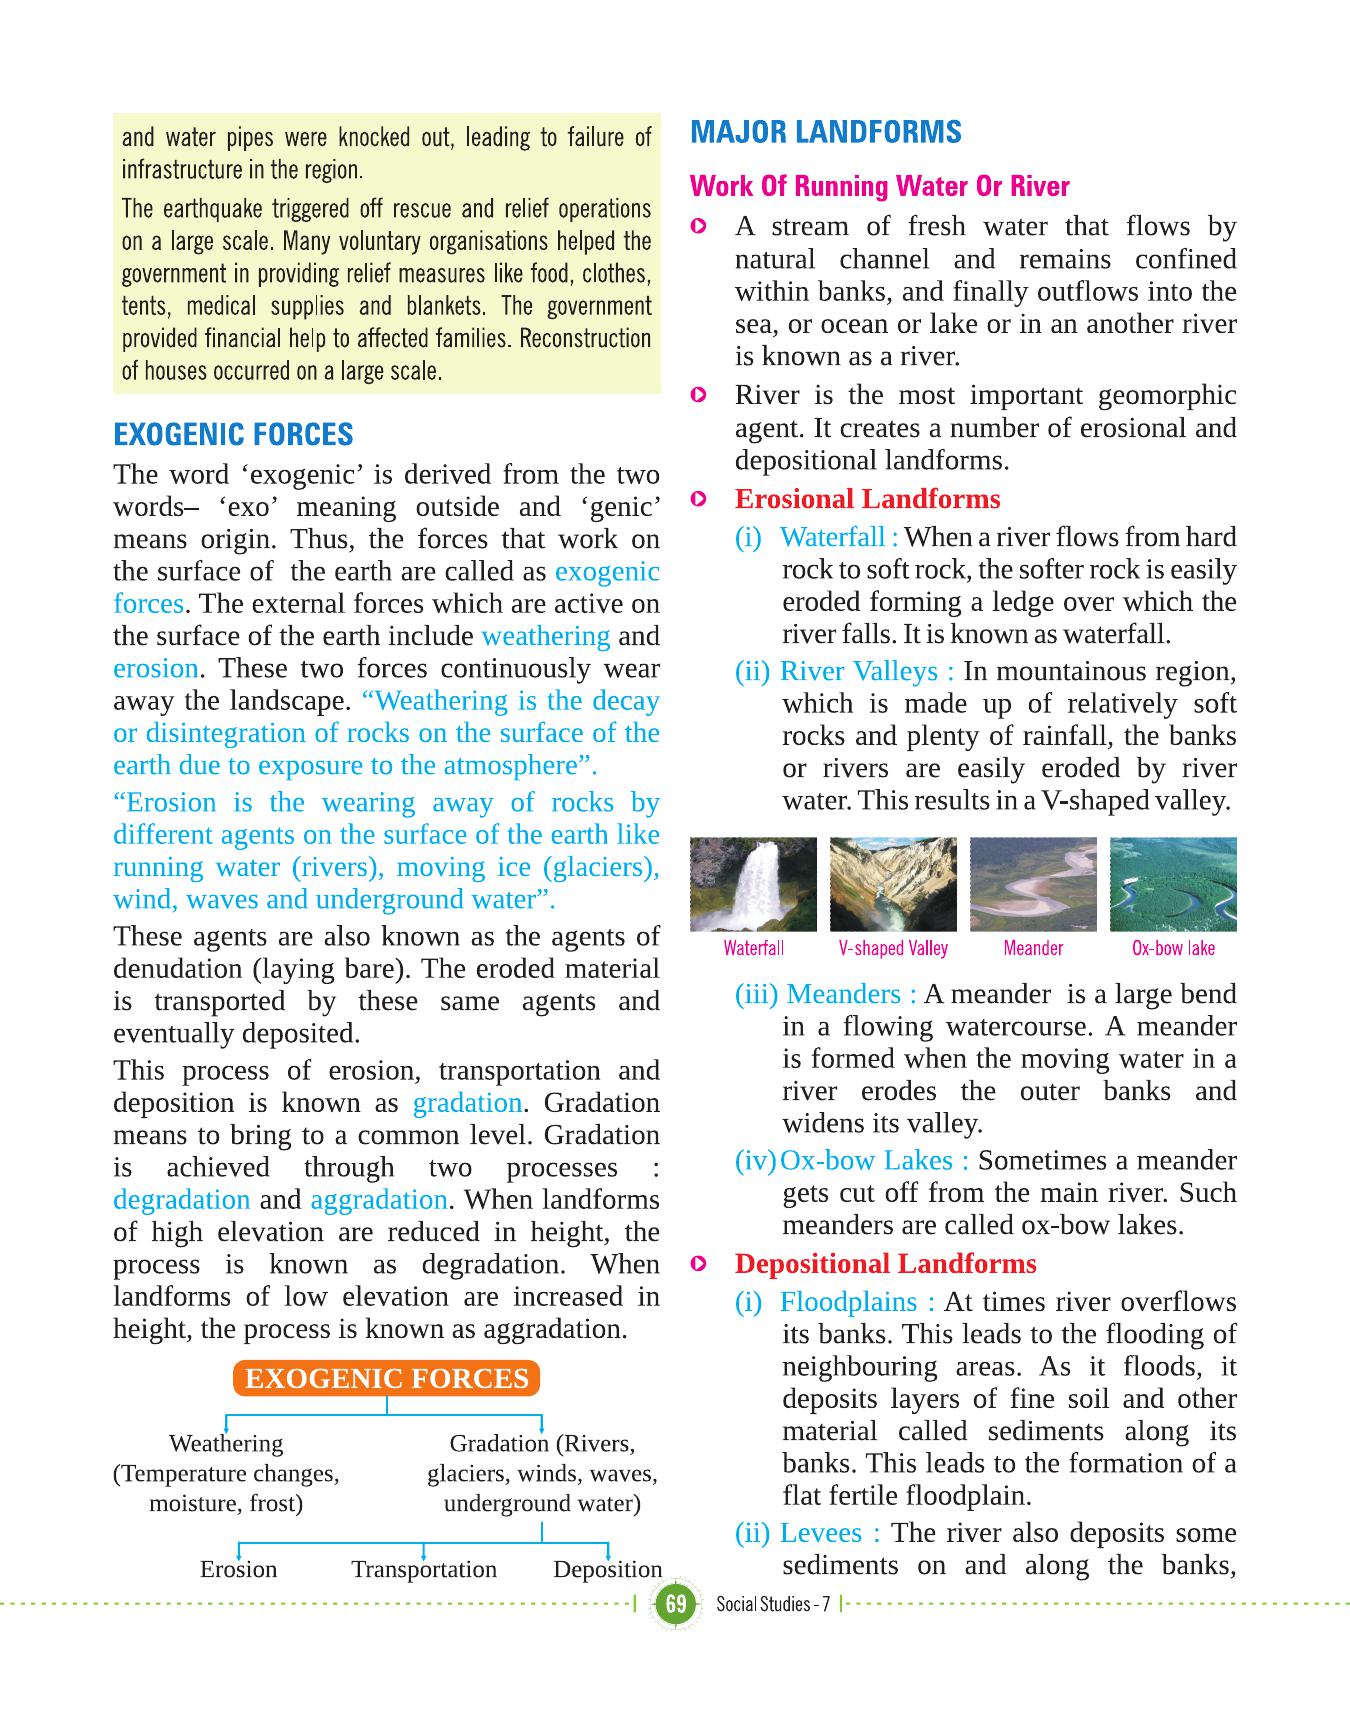 and water pipes were knocked out, leading to failure of
infrastructure in the region.
The earthquake triggered off rescue and relief operations
on a large scale. Many voluntary organisations helped the
government in providing relief measures like food, clothes,
tents, medical supplies and blankets. The government
provided financial help to affected families. Reconstruction
of houses occurred on a large scale.
EXOGENIC FORCES
The word ‘exogenic’ is derived from the two
words– ‘exo’ meaning outside and ‘genic’
means origin. Thus, the forces that work on
the surface of the earth are called as exogenic
forces. The external forces which are active on
the surface of the earth include weathering and
erosion. These two forces continuously wear
away the landscape. “Weathering is the decay
or disintegration of rocks on the surface of the
earth due to exposure to the atmosphere”.
“Erosion is the wearing away of rocks by
different agents on the surface of the earth like
running water (rivers), moving ice (glaciers),
wind, waves and underground water”.
These agents are also known as the agents of
denudation (laying bare). The eroded material
is transported by these same agents and
eventually deposited.
This process of erosion, transportation and
deposition is known as gradation. Gradation
means to bring to a common level. Gradation
is achieved through two processes :
degradation and aggradation. When landforms
of high elevation are reduced in height, the
process is known as degradation. When
landforms of low elevation are increased in
height, the process is known as aggradation.
EXOGENIC FORCES
Weathering
(Temperature changes,
moisture, frost)
Gradation (Rivers,
glaciers, winds, waves,
underground water)
Erosion Transportation Deposition
MAJOR LANDFORMS
Work Of Running Water Or River
A stream of fresh water that flows by
natural channel and remains confined
within banks, and finally outflows into the
sea, or ocean or lake or in an another river
is known as a river.
River is the most important geomorphic
agent. It creates a number of erosional and
depositional landforms.
Erosional Landforms
(i) Waterfall : When a river flows from hard
rock to soft rock, the softer rock is easily
eroded forming a ledge over which the
river falls. It is known as waterfall.
(ii) River Valleys : In mountainous region,
which is made up of relatively soft
rocks and plenty of rainfall, the banks
or rivers are easily eroded by river
water. This results in a V-shaped valley.
Waterfall V-shaped Valley Meander Ox-bow lake
(iii) Meanders : A meander is a large bend
in a flowing watercourse. A meander
is formed when the moving water in a
river erodes the outer banks and
widens its valley.
(iv) Ox-bow Lakes : Sometimes a meander
gets cut off from the main river. Such
meanders are called ox-bow lakes.
Depositional Landforms
(i) Floodplains : At times river overflows
its banks. This leads to the flooding of
neighbouring areas. As it floods, it
deposits layers of fine soil and other
material called sediments along its
banks. This leads to the formation of a
flat fertile floodplain.
(ii) Levees : The river also deposits some
sediments on and along the banks,
69 Social Studies - 7